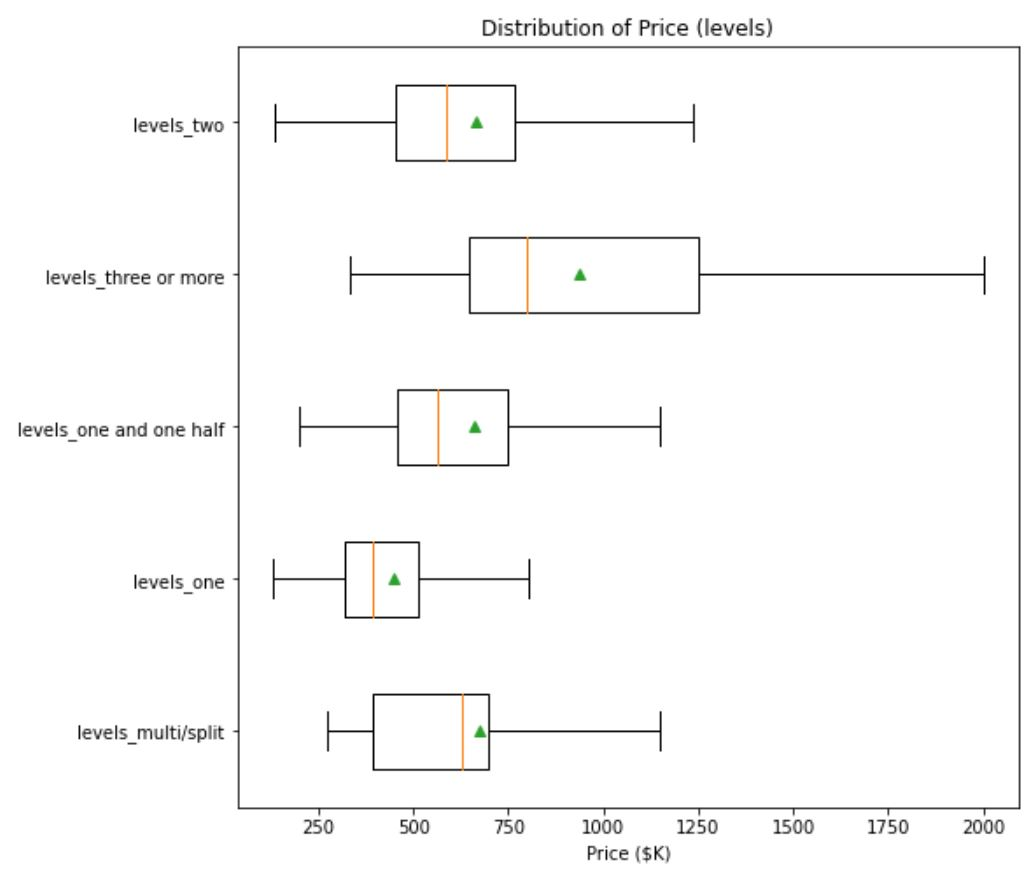 Distribution of Price (levels)
levels_two
levels_three or more
levels_one and one half
levels_one
levels_multi/split
250 500 750 1000 1250 1500 1750 2000
Price ($K)